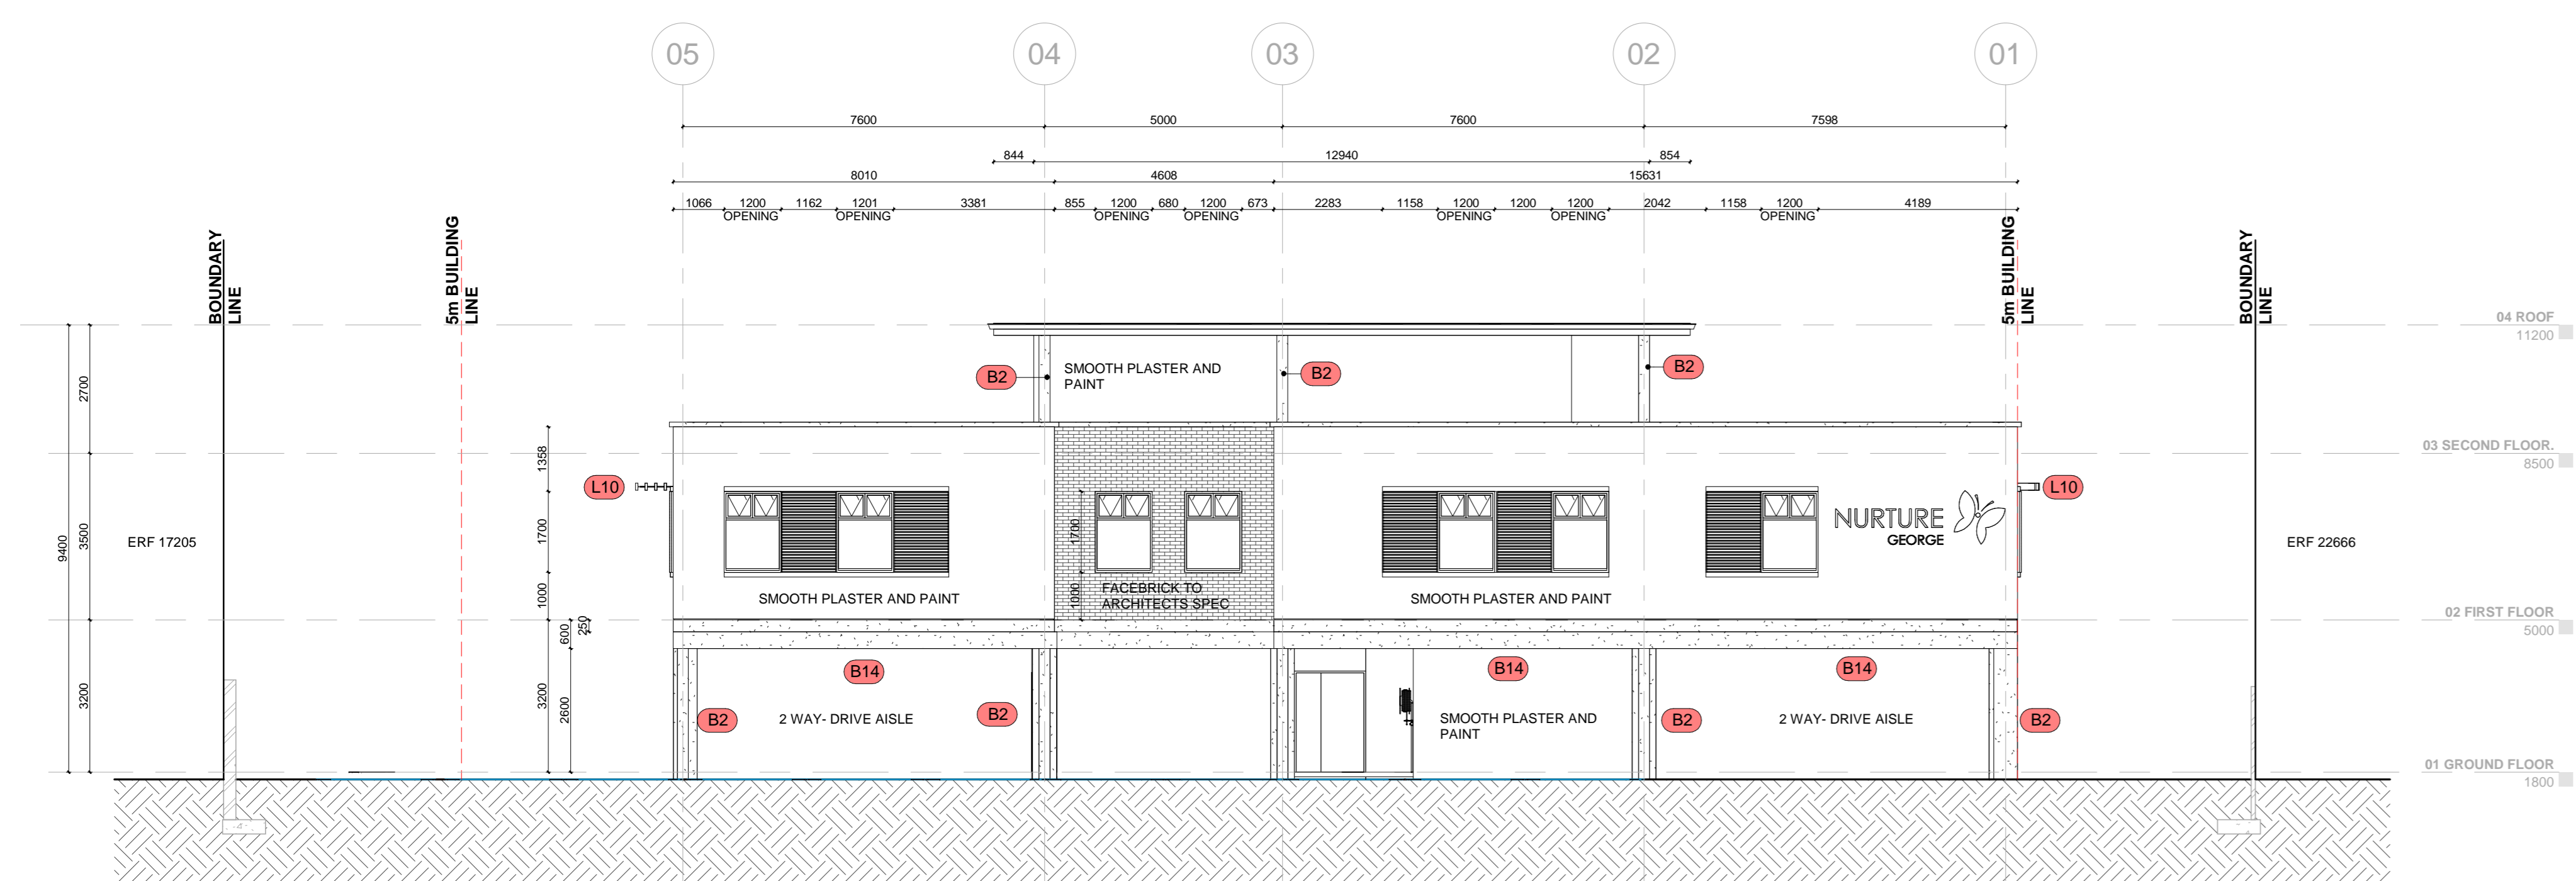 05 04 03 02 01
7600 5000 7600 7598
844 12940 854
8010 4608 15631
1066 1200 1162 1201 3381 855 1200 680 1200 673 2283 1158 1200 1200 1200 2042 1158 1200 4189
OPENING OPENING OPENING OPENING OPENING OPENING OPENING
BOUNDARY
LINE
5m BUILDING
LINE
5m BUILDING
LINE
BOUNDARY
LINE
04 ROOF
11200
B2
SMOOTH PLASTER AND
PAINT
B2
B2
2700
03 SECOND FLOOR.
8500
1358
L10
L10
9400
3500
1700
1700
NURTURE
GEORGE
ERF 17205
ERF 22666
1000
1000
FACEBRICK TO
ARCHITECTS SPEC
SMOOTH PLASTER AND PAINT
SMOOTH PLASTER AND PAINT
02 FIRST FLOOR
5000
600
250
B14
B14
B14
3200
3200
2600
B2
2 WAY- DRIVE AISLE
B2
SMOOTH PLASTER AND
PAINT
B2
2 WAY- DRIVE AISLE
B2
01 GROUND FLOOR
1800